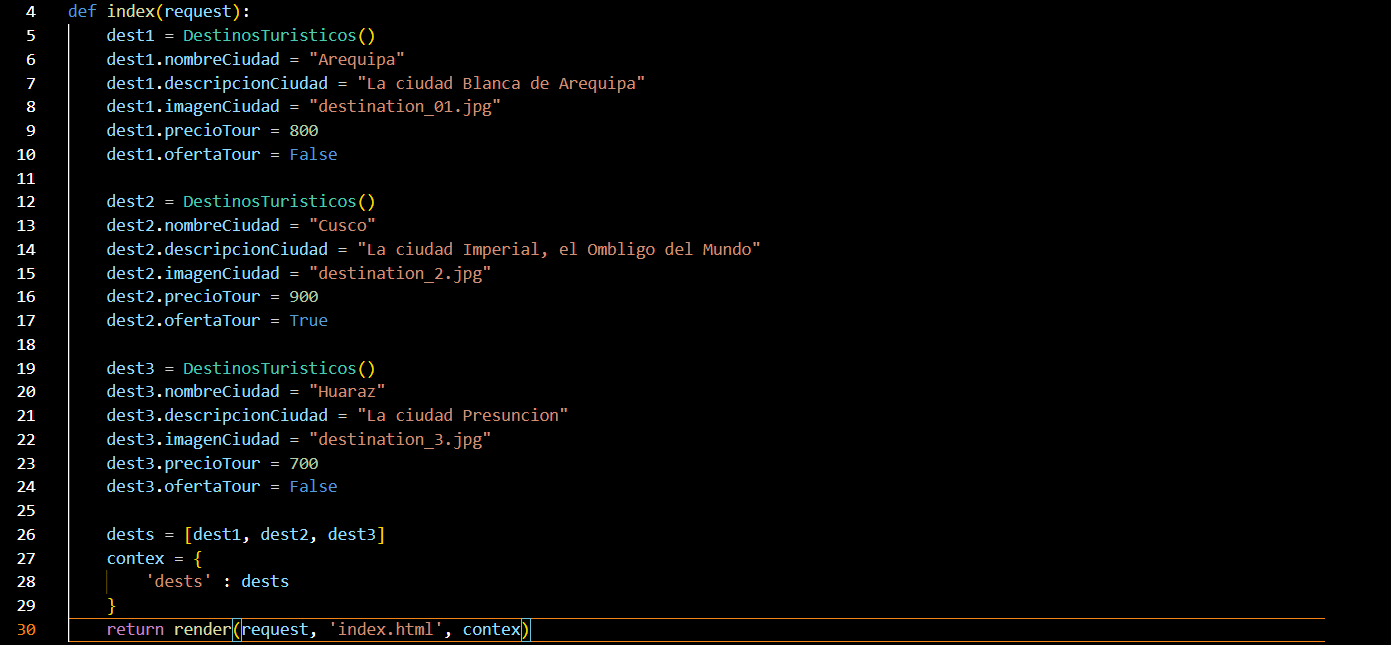 4 def index(request):
5     dest1 = DestinosTuristicos()
6     dest1.nombreCiudad = "Arequipa"
7     dest1.descripcionCiudad = "La ciudad Blanca de Arequipa"
8     dest1.imagenCiudad = "destination_01.jpg"
9     dest1.precioTour = 800
10     dest1.ofertaTour = False
11
12     dest2 = DestinosTuristicos()
13     dest2.nombreCiudad = "Cusco"
14     dest2.descripcionCiudad = "La ciudad Imperial, el Ombligo del Mundo"
15     dest2.imagenCiudad = "destination_2.jpg"
16     dest2.precioTour = 900
17     dest2.ofertaTour = True
18
19     dest3 = DestinosTuristicos()
20     dest3.nombreCiudad = "Huaraz"
21     dest3.descripcionCiudad = "La ciudad Presuncion"
22     dest3.imagenCiudad = "destination_3.jpg"
23     dest3.precioTour = 700
24     dest3.ofertaTour = False
25
26     dests = [dest1, dest2, dest3]
27     contex = {
28         'dests' : dests
29     }
30     return render(request, 'index.html', contex)